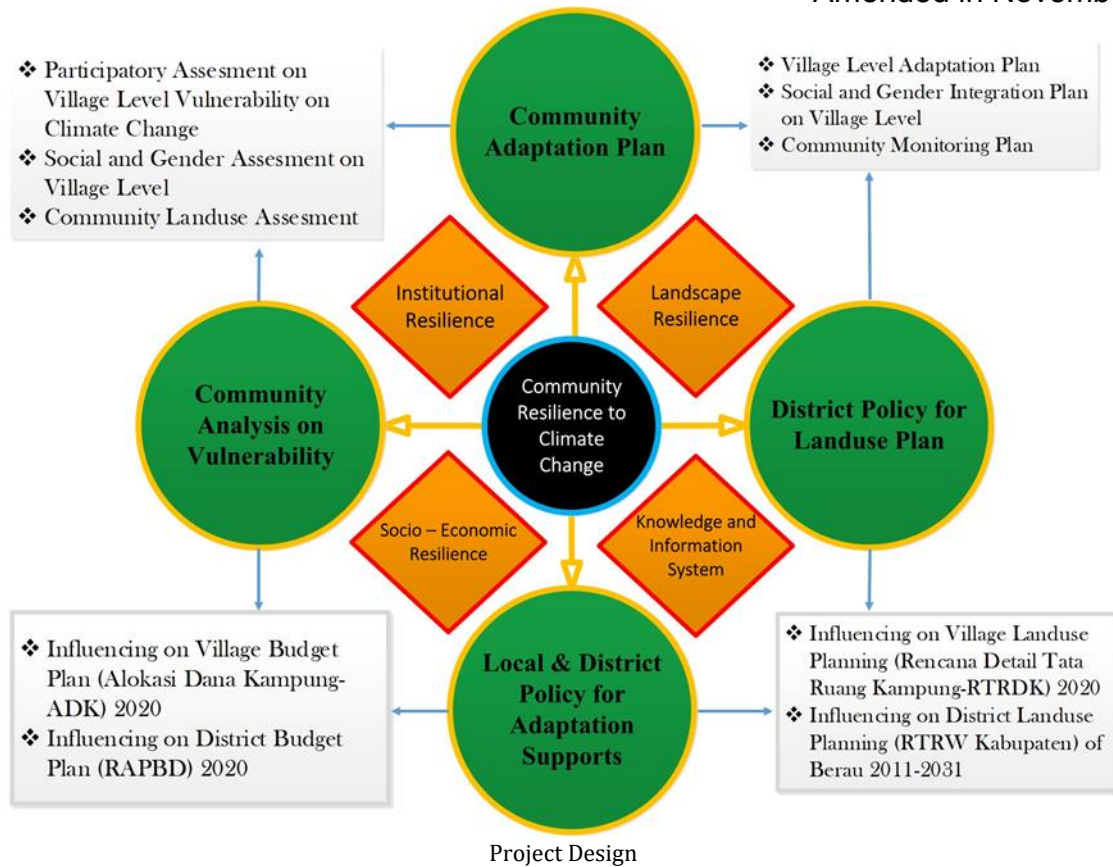 Amended in Novemb
❖ Participatory Assesment on
Village Level Vulnerability on
Climate Change
❖ Social and Gender Assesment on
Village Level
❖ Community Landuse Assesment
Community
Adaptation Plan
❖ Village Level Adaptation Plan
❖ Social and Gender Integration Plan
on Village Level
❖ Community Monitoring Plan
Institutional
Resilience
Landscape
Resilience
Community
Analysis on
Vulnerability
Community
Resilience to
Climate
Change
District Policy for
Landuse Plan
Socio – Economic
Resilience
Knowledge and
Information
System
❖ Influencing on Village Budget
Plan (Alokasi Dana Kampung-
ADK) 2020
❖ Influencing on District Budget
Plan (RAPBD) 2020
Local & District
Policy for
Adaptation
Supports
❖ Influencing on Village Landuse
Planning (Rencana Detail Tata
Ruang Kampung-RTRDK) 2020
❖ Influencing on District Landuse
Planning (RTRW Kabupaten) of
Berau 2011-2031
Project Design